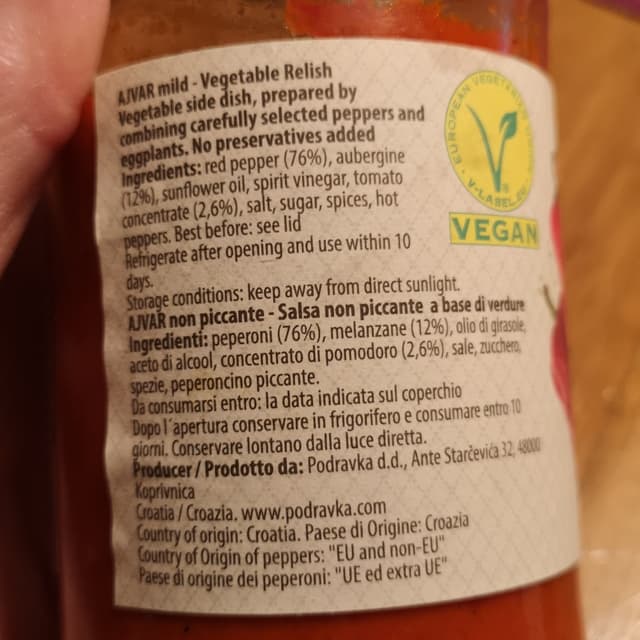 AJVAR mild - Vegetable Relish
Vegetable side dish, prepared by
combining carefully selected peppers and
eggplants. No preservatives added
Ingredients: red pepper (76%), aubergine
(12%), sunflower oil, spirit vinegar, tomato
concentrate (2,6%), salt, sugar, spices, hot
peppers. Best before: see lid
Refrigerate after opening and use within 10
days.
Storage conditions: keep away from direct sunlight.
AJVAR non piccante - Salsa non piccante a base di verdure
Ingredienti: peperoni (76%), melanzane (12%), olio di girasole,
aceto di alcool, concentrato di pomodoro (2,6%), sale, zucchero,
spezie, peperoncino piccante.
Da consumarsi entro: la data indicata sul coperchio
Dopo l'apertura conservare in frigorifero e consumare entro 10
giorni. Conservare lontano dalla luce diretta.
Producer / Prodotto da: Podravka d.d., Ante Starčevića 32, 48000
Koprivnica
Croatia / Croazia. www.podravka.com
Country of origin: Croatia. Paese di Origine: Croazia
Country of Origin of peppers: "EU and non-EU"
Paese di origine dei peperoni: "UE ed extra UE"
EUROPEAN VEGETARIAN
V-LABEL.EU
VEGAN